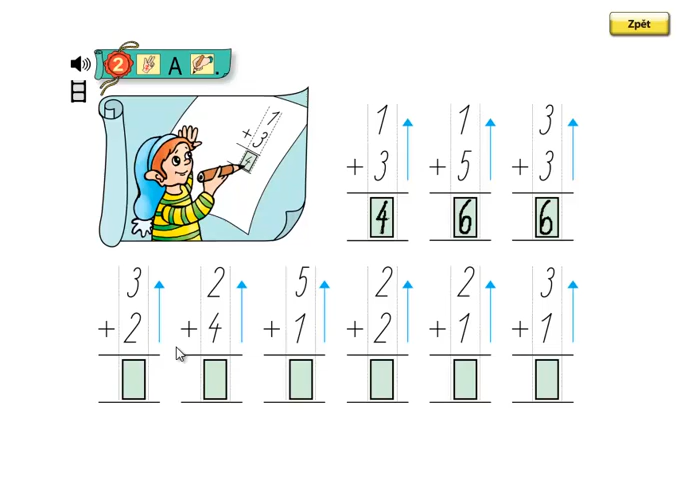 Zpět
2 A .
1
+ 3
4
1 1 3
+ 3 + 5 + 3
4 6 6
3 2 5 2 2 3
+ 2 + 4 + 1 + 2 + 1 + 1